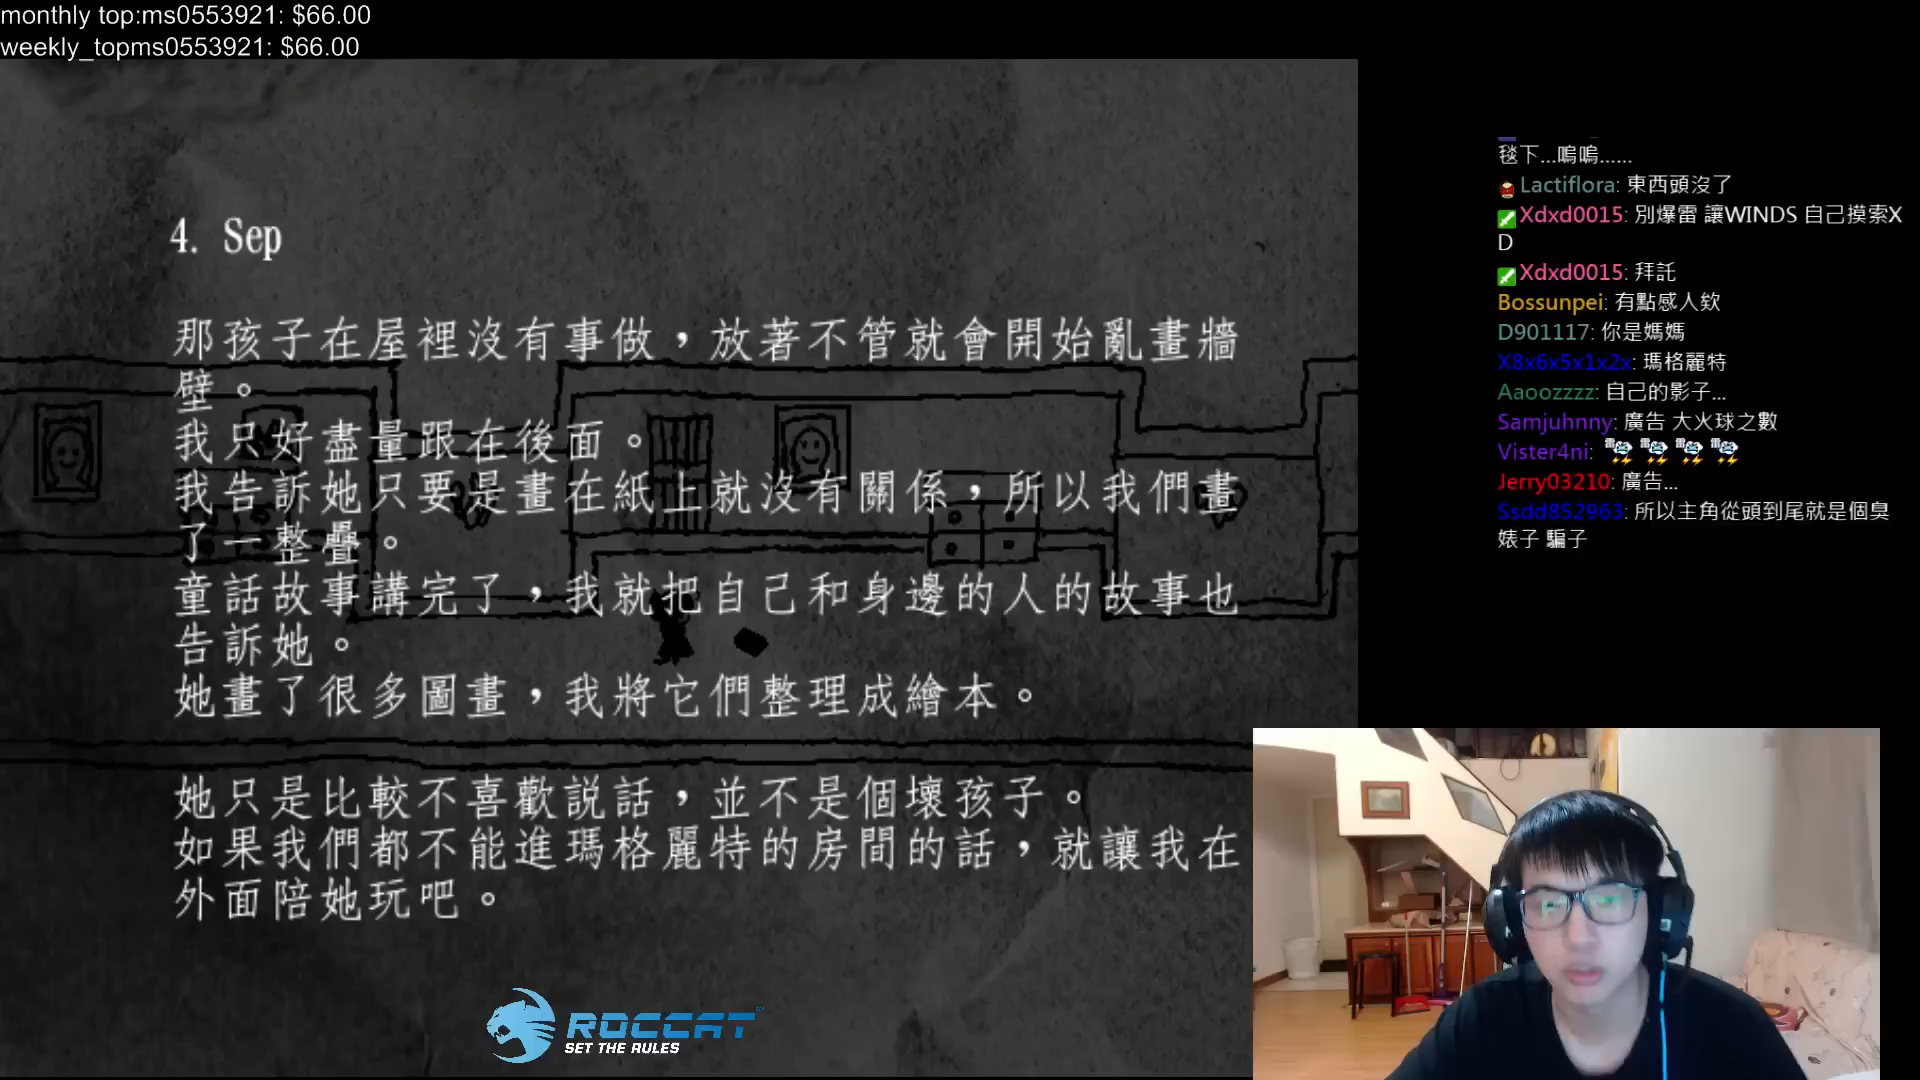 monthly top:ms0553921: $66.00
weekly_topms0553921: $66.00
4. Sep
那孩子在屋裡沒有事做，放著不管就會開始亂畫牆
壁。
我只好盡量跟在後面。
我告訴她只要是畫在紙上就沒有關係，所以我們畫
了一整疊。
童話故事講完了，我就把自己和身邊的人的故事也
告訴她。
她畫了很多圖畫，我將它們整理成繪本。
她只是比較不喜歡說話，並不是個壞孩子。
如果我們都不能進瑪格麗特的房間的話，就讓我在
外面陪她玩吧。
ROCCAT
SET THE RULES
毯下...嗚嗚......
Lactiflora: 東西頭沒了
Xdxd0015: 別爆雷 讓WINDS 自己摸索X
D
Xdxd0015: 拜託
Bossunpei: 有點感人欸
D901117: 你是媽媽
X8x6x5x1x2x: 瑪格麗特
Aaoozzzz: 自己的影子...
Samjuhnny: 廣告 大火球之數
Vister4ni:
Jerry03210: 廣告...
Ssdd852963: 所以主角從頭到尾就是個臭
婊子 騙子